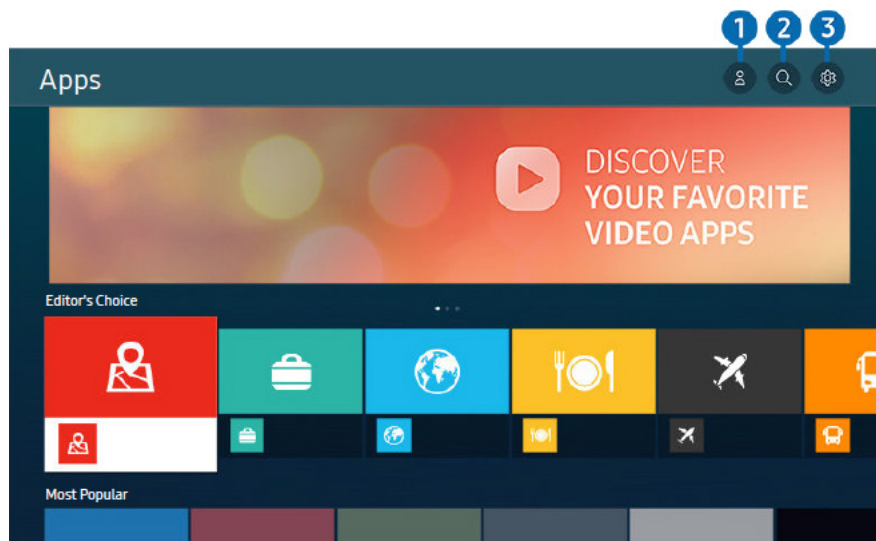 1 2 3
Apps
DISCOVER
YOUR FAVORITE
VIDEO APPS
Editor's Choice
Most Popular